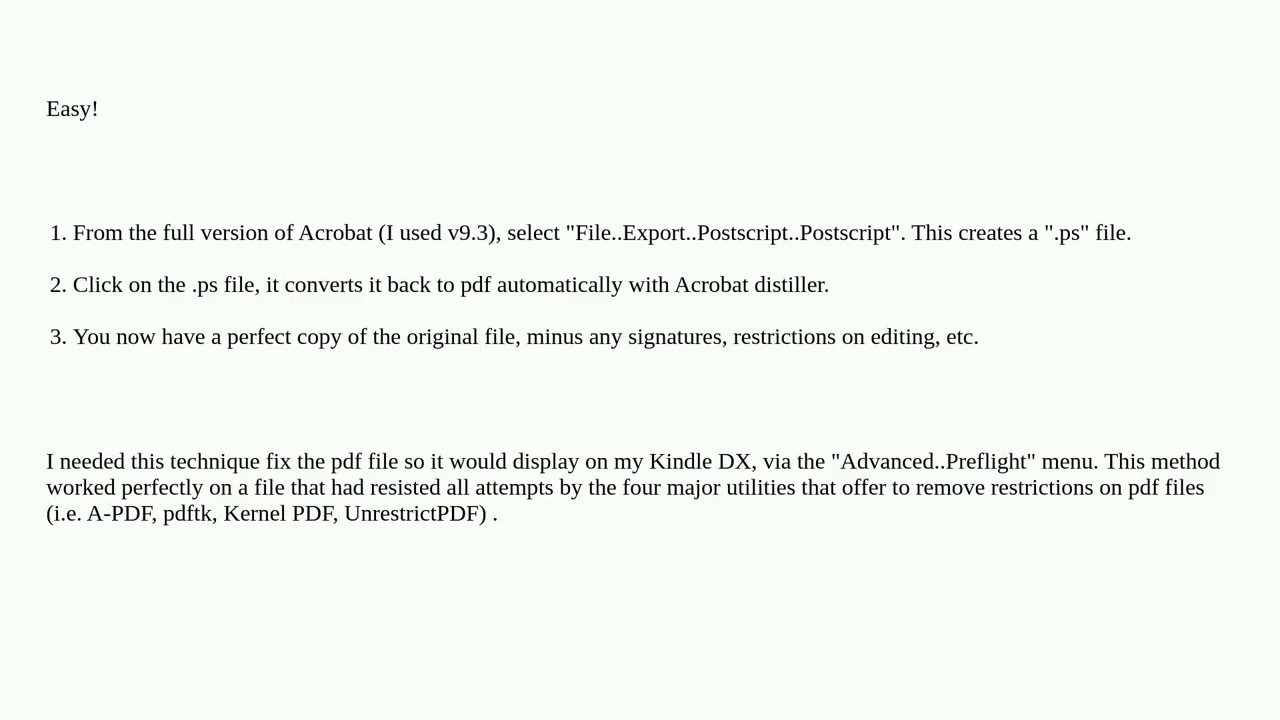 Easy!
1. From the full version of Acrobat (I used v9.3), select "File..Export..Postscript..Postscript". This creates a ".ps" file.
2. Click on the .ps file, it converts it back to pdf automatically with Acrobat distiller.
3. You now have a perfect copy of the original file, minus any signatures, restrictions on editing, etc.
I needed this technique fix the pdf file so it would display on my Kindle DX, via the "Advanced..Preflight" menu. This method
worked perfectly on a file that had resisted all attempts by the four major utilities that offer to remove restrictions on pdf files
(i.e. A-PDF, pdftk, Kernel PDF, UnrestrictPDF) .